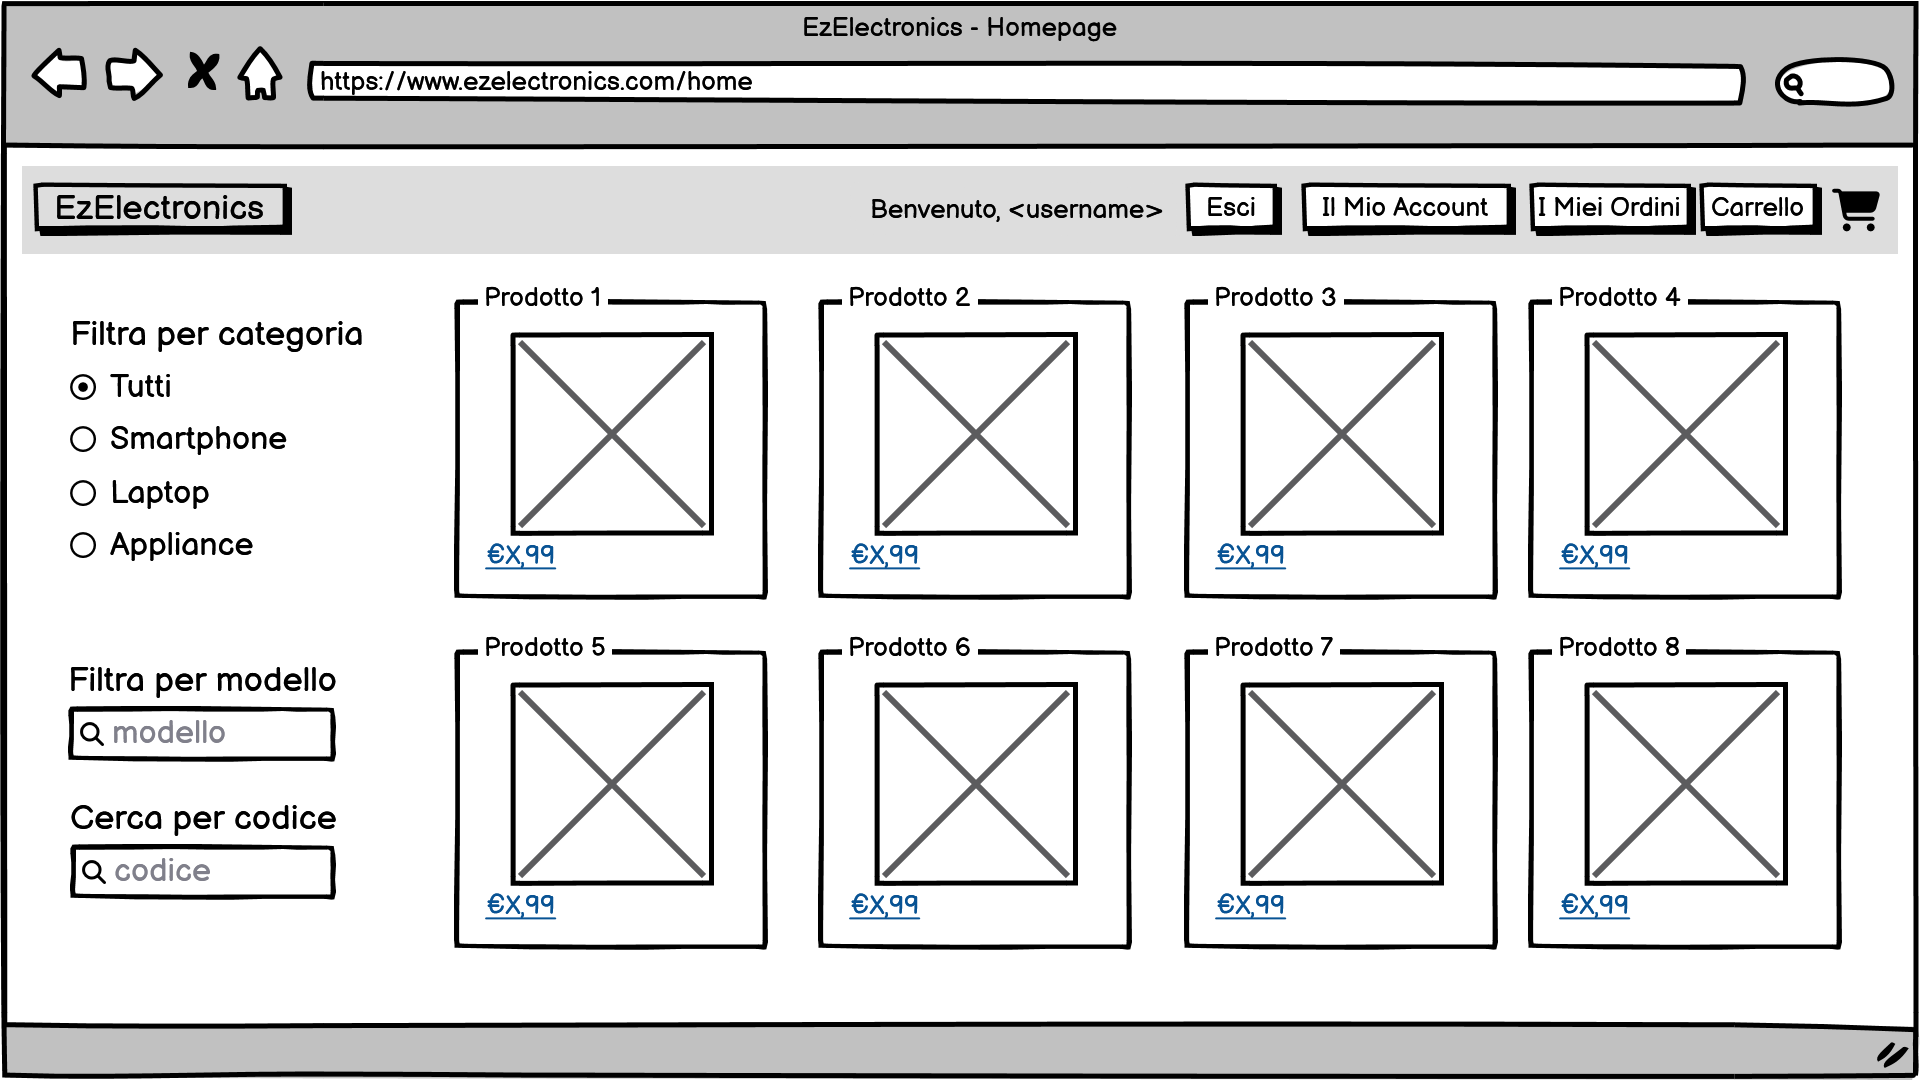 EzElectronics - Homepage
https://www.ezelectronics.com/home
EzElectronics
Benvenuto, <username>
Esci
Il Mio Account
I Miei Ordini
Carrello
Filtra per categoria
Tutti
Smartphone
Laptop
Appliance
Filtra per modello
modello
Cerca per codice
codice
Prodotto 1
€X,99
Prodotto 2
€X,99
Prodotto 3
€X,99
Prodotto 4
€X,99
Prodotto 5
€X,99
Prodotto 6
€X,99
Prodotto 7
€X,99
Prodotto 8
€X,99